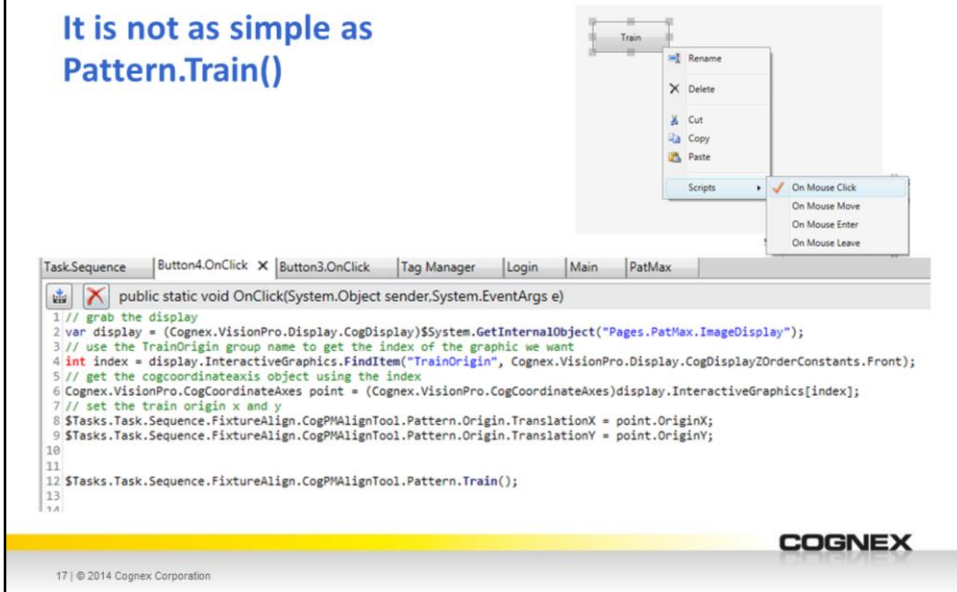 It is not as simple as
Pattern.Train()
Train
Rename
Delete
Cut
Copy
Paste
Scripts
On Mouse Click
On Mouse Move
On Mouse Enter
On Mouse Leave
Task.Sequence Button4.OnClick X Button3.OnClick Tag Manager Login Main PatMax
public static void OnClick(System.Object sender,System.EventArgs e)
1 // grab the display
2 var display = (Cognex.VisionPro.Display.CogDisplay)$System.GetInternalObject("Pages.PatMax.ImageDisplay");
3 // use the TrainOrigin group name to get the index of the graphic we want
4 int index = display.InteractiveGraphics.FindItem("TrainOrigin", Cognex.VisionPro.Display.CogDisplayZOrderConstants.Front);
5 // get the cogcoordinateaxis object using the index
6 Cognex.VisionPro.CogCoordinateAxes point = (Cognex.VisionPro.CogCoordinateAxes)display.InteractiveGraphics[index];
7 // set the train origin x and y
8 $Tasks.Task.Sequence.FixtureAlign.CogPMAlignTool.Pattern.Origin.TranslationX = point.OriginX;
9 $Tasks.Task.Sequence.FixtureAlign.CogPMAlignTool.Pattern.Origin.TranslationY = point.OriginY;
10
11
12 $Tasks.Task.Sequence.FixtureAlign.CogPMAlignTool.Pattern.Train();
13
14
COGNEX
17 | © 2014 Cognex Corporation